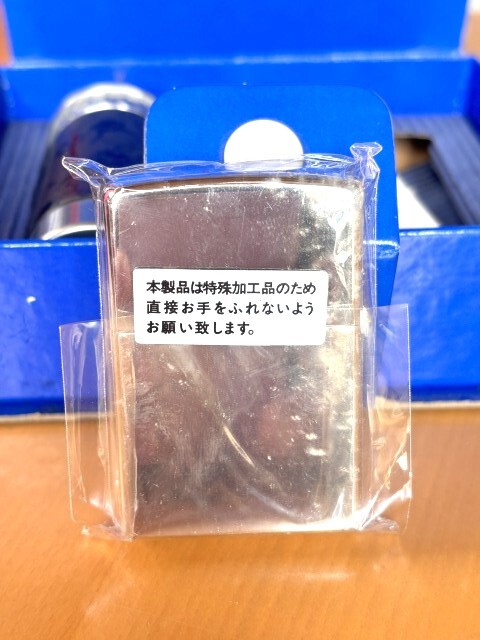 本製品は特殊加工品のため
直接お手をふれないよう
お願い致します。